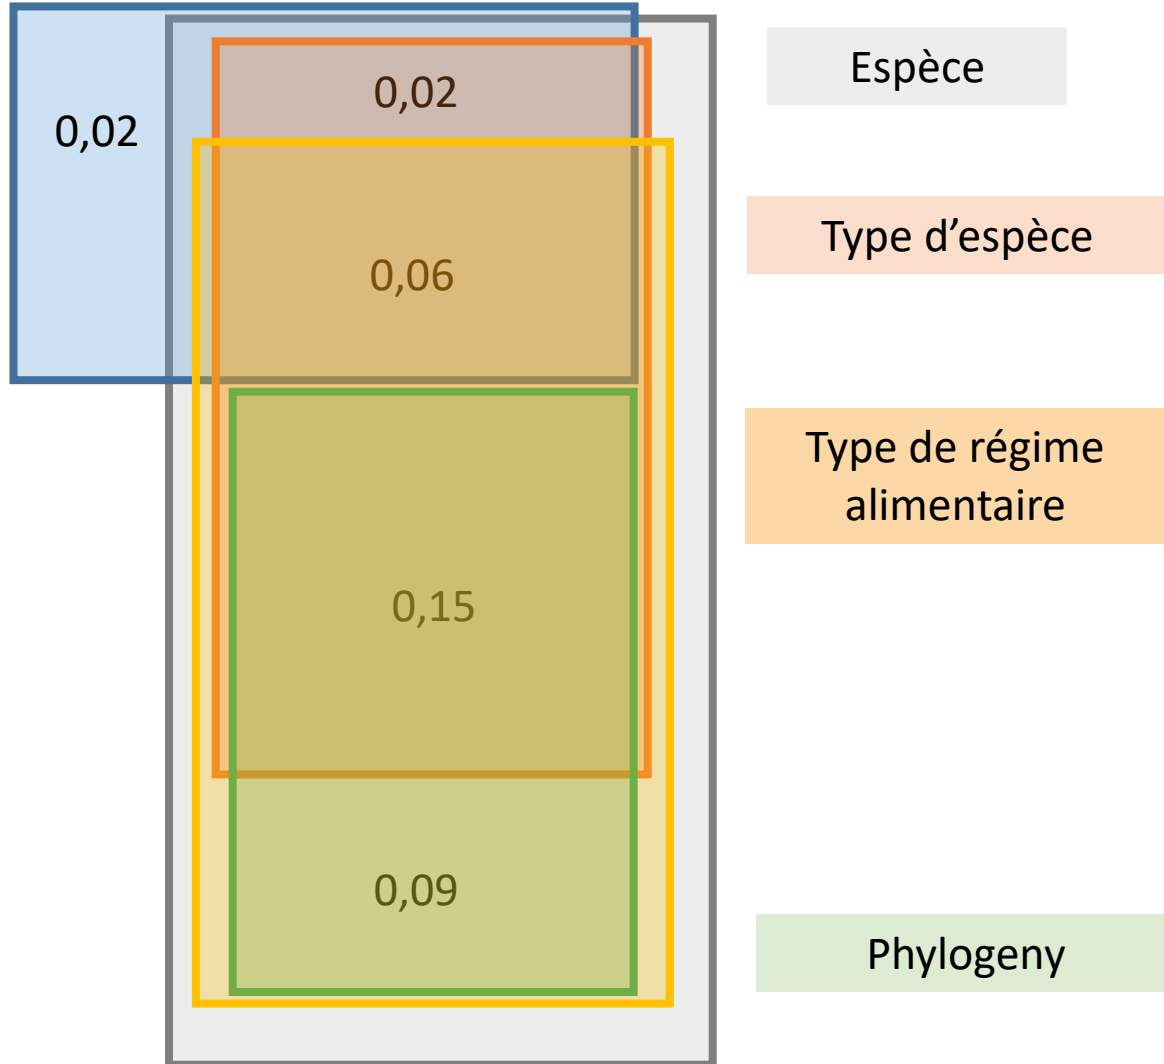 Espèce
0,02
0,02
Type d'espèce
0,06
Type de régime
alimentaire
0,15
0,09
Phylogeny